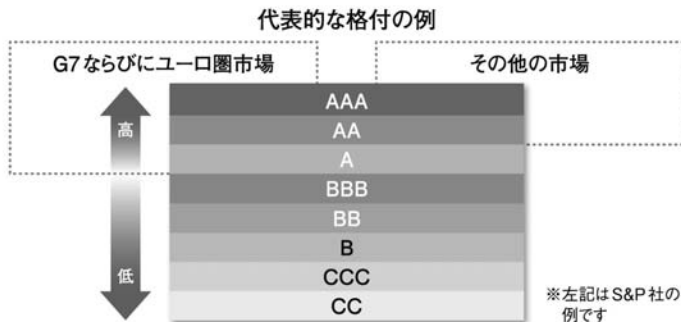 代表的な格付の例
G7ならびにユーロ圏市場
その他の市場
高
AAA
AA
A
BBB
BB
B
CCC
CC
低
※左記はS&P社の
例です